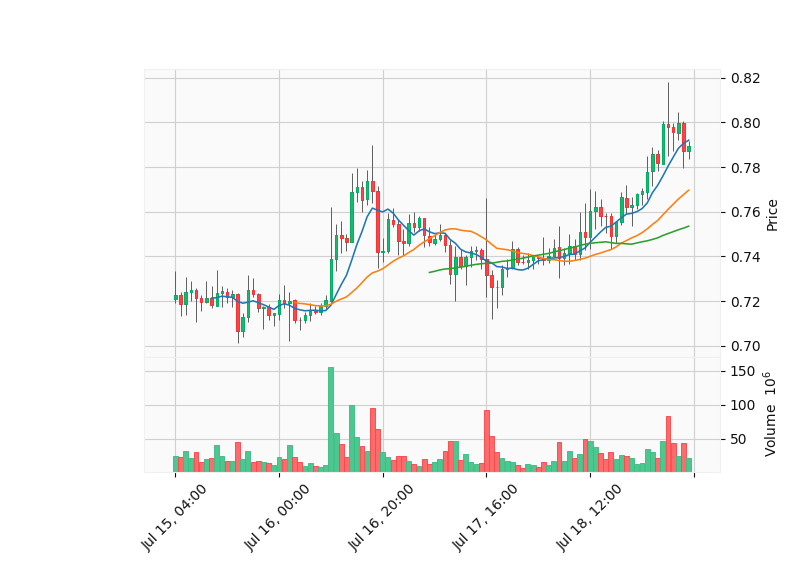 0.82
0.80
0.78
0.76
0.74
0.72
0.70
Price
150
100
50
Volume 10^6
Jul 15, 04:00
Jul 16, 00:00
Jul 16, 20:00
Jul 17, 16:00
Jul 18, 12:00